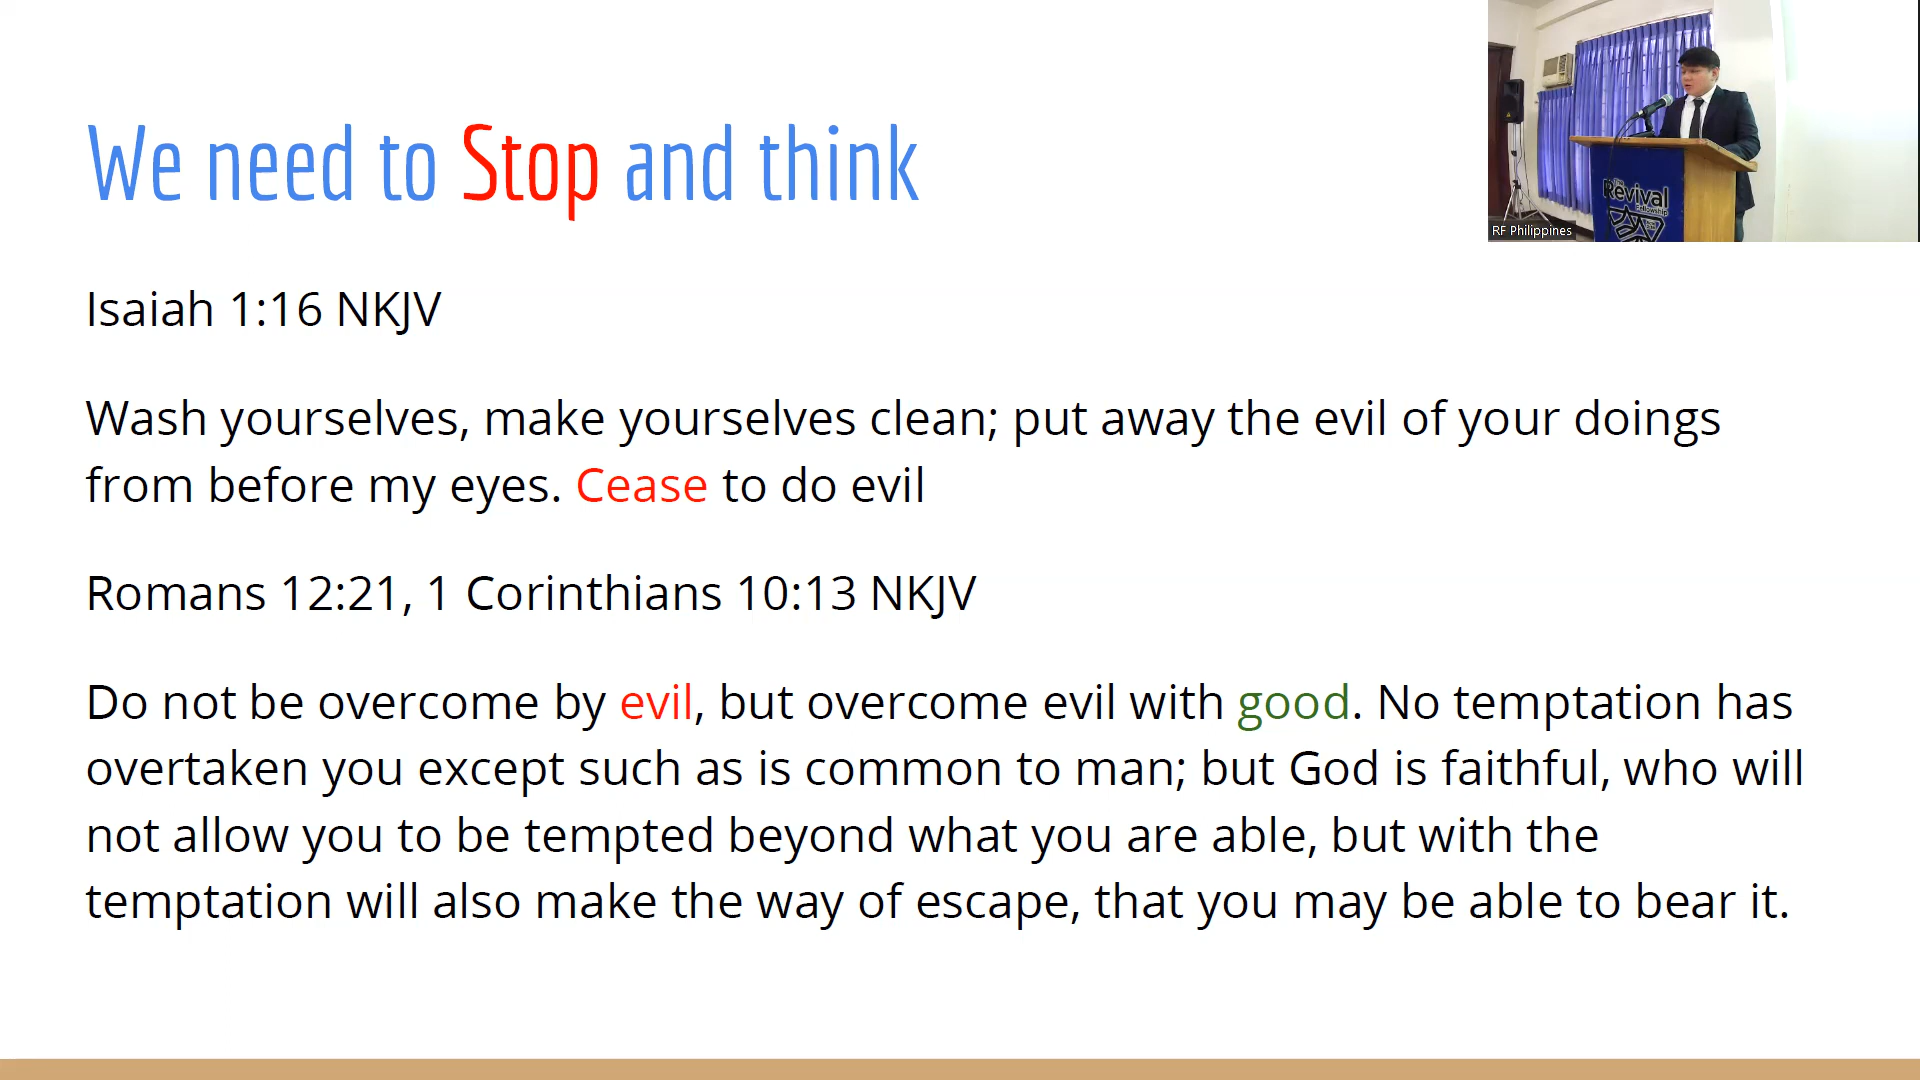 We need to Stop and think
Isaiah 1:16 NKJV
Wash yourselves, make yourselves clean; put away the evil of your doings
from before my eyes. Cease to do evil
Romans 12:21, 1 Corinthians 10:13 NKJV
Do not be overcome by evil, but overcome evil with good. No temptation has
overtaken you except such as is common to man; but God is faithful, who will
not allow you to be tempted beyond what you are able, but with the
temptation will also make the way of escape, that you may be able to bear it.
The
Revival
Fellowship
RF Philippines